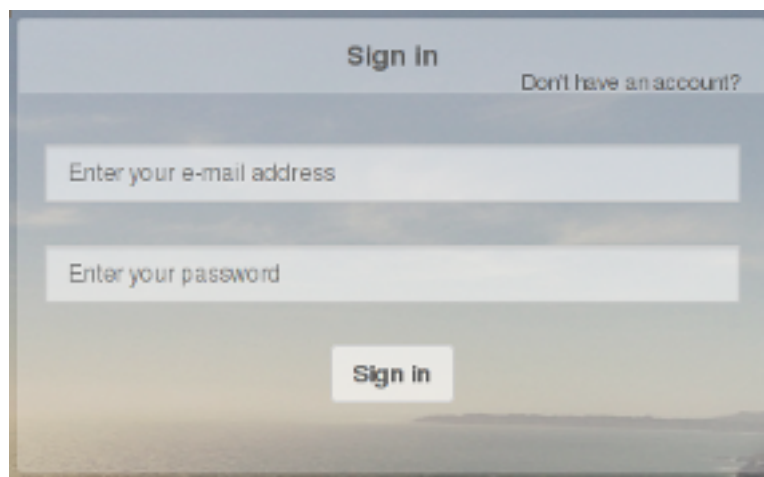 Sign in
Don't have an account?
Enter your e-mail address
Enter your password
Sign in